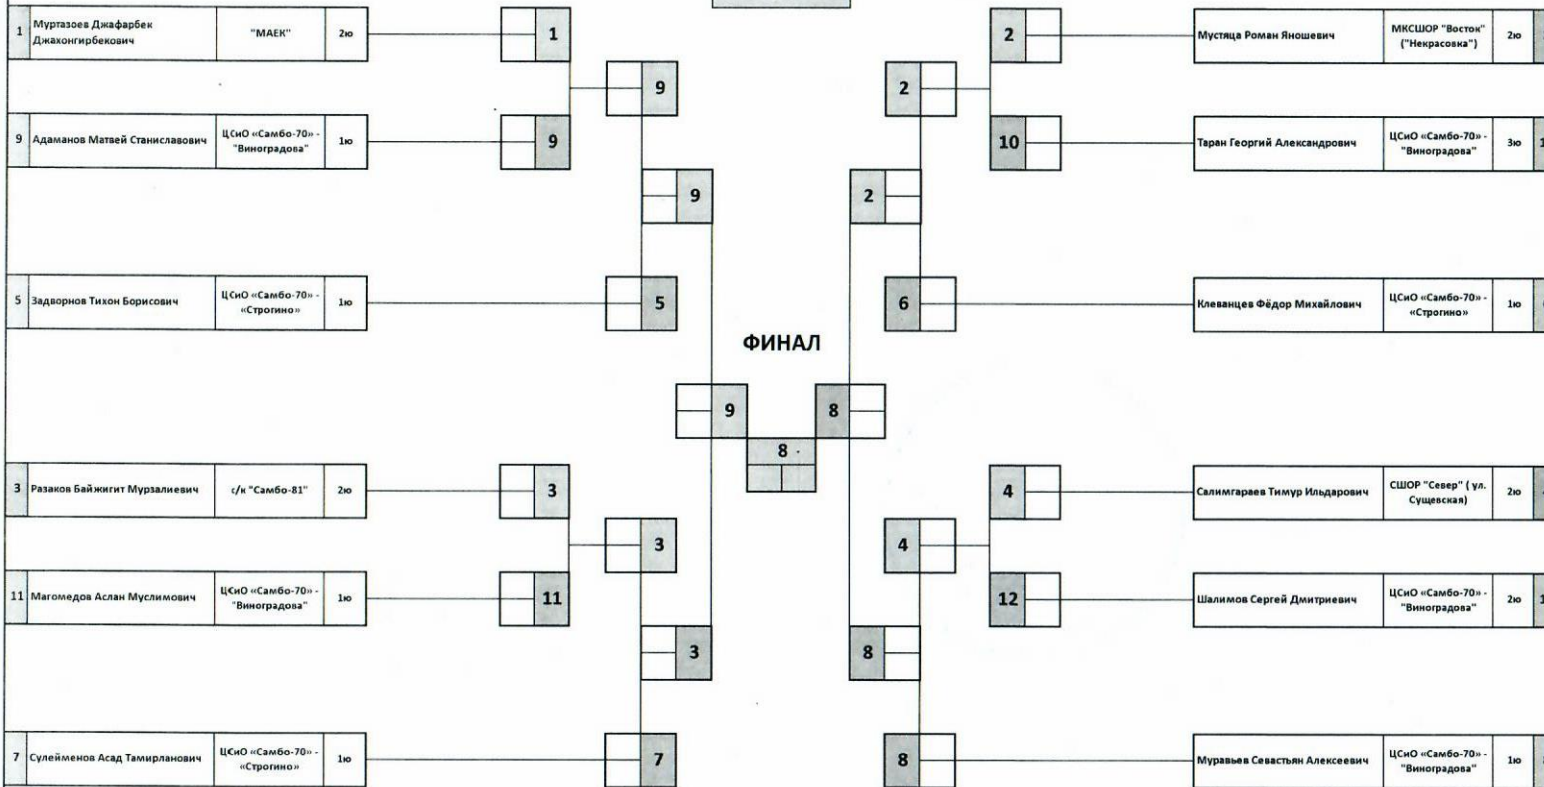 1 Муртазоев Джафарбек Джахонгирбекович "МАЕК" 2ю 1
9
9 Адаманов Матвей Станиславович ЦСиО «Самбо-70» - "Виноградова" 1ю 9
9
5 Задворнов Тихон Борисович ЦСиО «Самбо-70» - «Строгино» 1ю 5
9
3 Разаков Байжигит Мурзалиевич с/к "Самбо-81" 2ю 3
3
11 Магомедов Аслан Муслимович ЦСиО «Самбо-70» - "Виноградова" 1ю 11
3
7 Сулейменов Асад Тамирланович ЦСиО «Самбо-70» - «Строгино» 1ю 7
ФИНАЛ
8
2 Мустяца Роман Яношевич МКСШОР "Восток" ("Некрасовка") 2ю
2
10 Таран Георгий Александрович ЦСиО «Самбо-70» - "Виноградова" 3ю
2
6 Клеванцев Фёдор Михайлович ЦСиО «Самбо-70» - «Строгино» 1ю
8
4 Салимгараев Тимур Ильдарович СШОР "Север" ( ул. Сущевская) 2ю
4
12 Шалимов Сергей Дмитриевич ЦСиО «Самбо-70» - "Виноградова" 2ю
8
8 Муравьев Севастьян Алексеевич ЦСиО «Самбо-70» - "Виноградова" 1ю